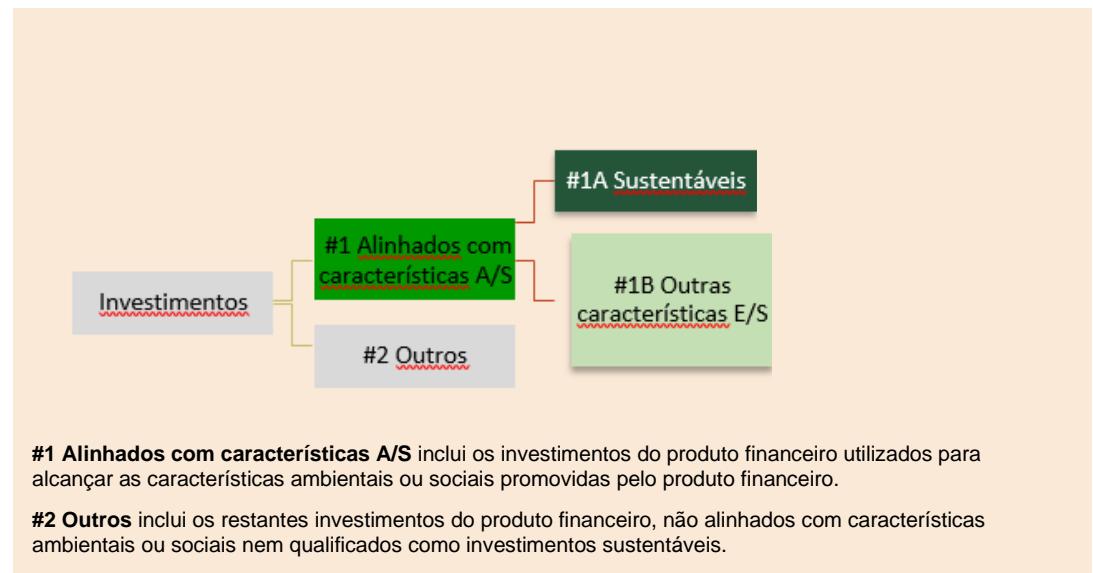 #1A Sustentáveis
#1 Alinhados com
características A/S
#1B Outras
características E/S
Investimentos
#2 Outros
#1 Alinhados com características A/S inclui os investimentos do produto financeiro utilizados para
alcançar as características ambientais ou sociais promovidas pelo produto financeiro.
#2 Outros inclui os restantes investimentos do produto financeiro, não alinhados com características
ambientais ou sociais nem qualificados como investimentos sustentáveis.